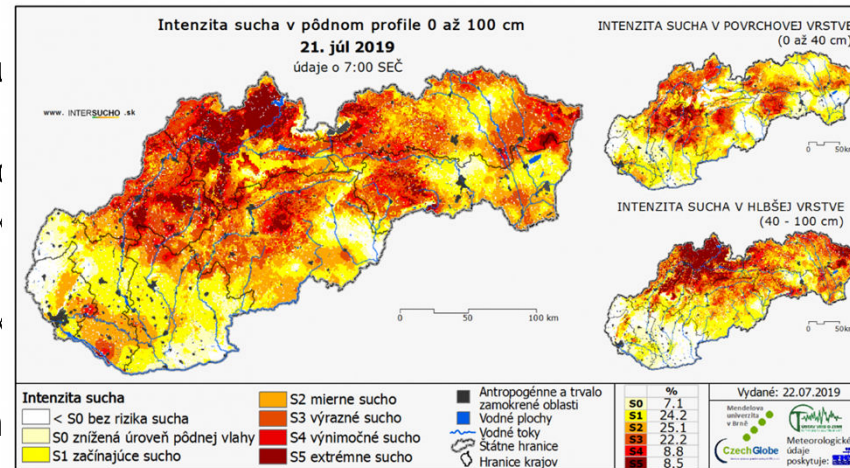 Intenzita sucha v pôdnom profile 0 až 100 cm
21. júl 2019
údaje o 7:00 SEČ
www. INTERSUCHO .sk
0 50 100 km
INTENZITA SUCHA V POVRCHOVEJ VRSTVE
(0 až 40 cm)
0 50km
INTENZITA SUCHA V HLBŠEJ VRSTVE
(40 - 100 cm)
0 50km
Intenzita sucha
< S0 bez rizika sucha
S0 znížená úroveň pôdnej vlahy
S1 začínajúce sucho
S2 mierne sucho
S3 výrazné sucho
S4 výnimočné sucho
S5 extrémne sucho
Antropogénne a trvalo
zamokrené oblasti
Vodné plochy
Vodné toky
Štátne hranice
Hranice krajov
%
S0 7.1
S1 24.2
S2 25.1
S3 22.2
S4 8.8
S5 8.5
Vydané: 22.07.2019
Mendelova
univerzita
v Brně
CzechGlobe
Meteorologické
údaje
poskytuje: